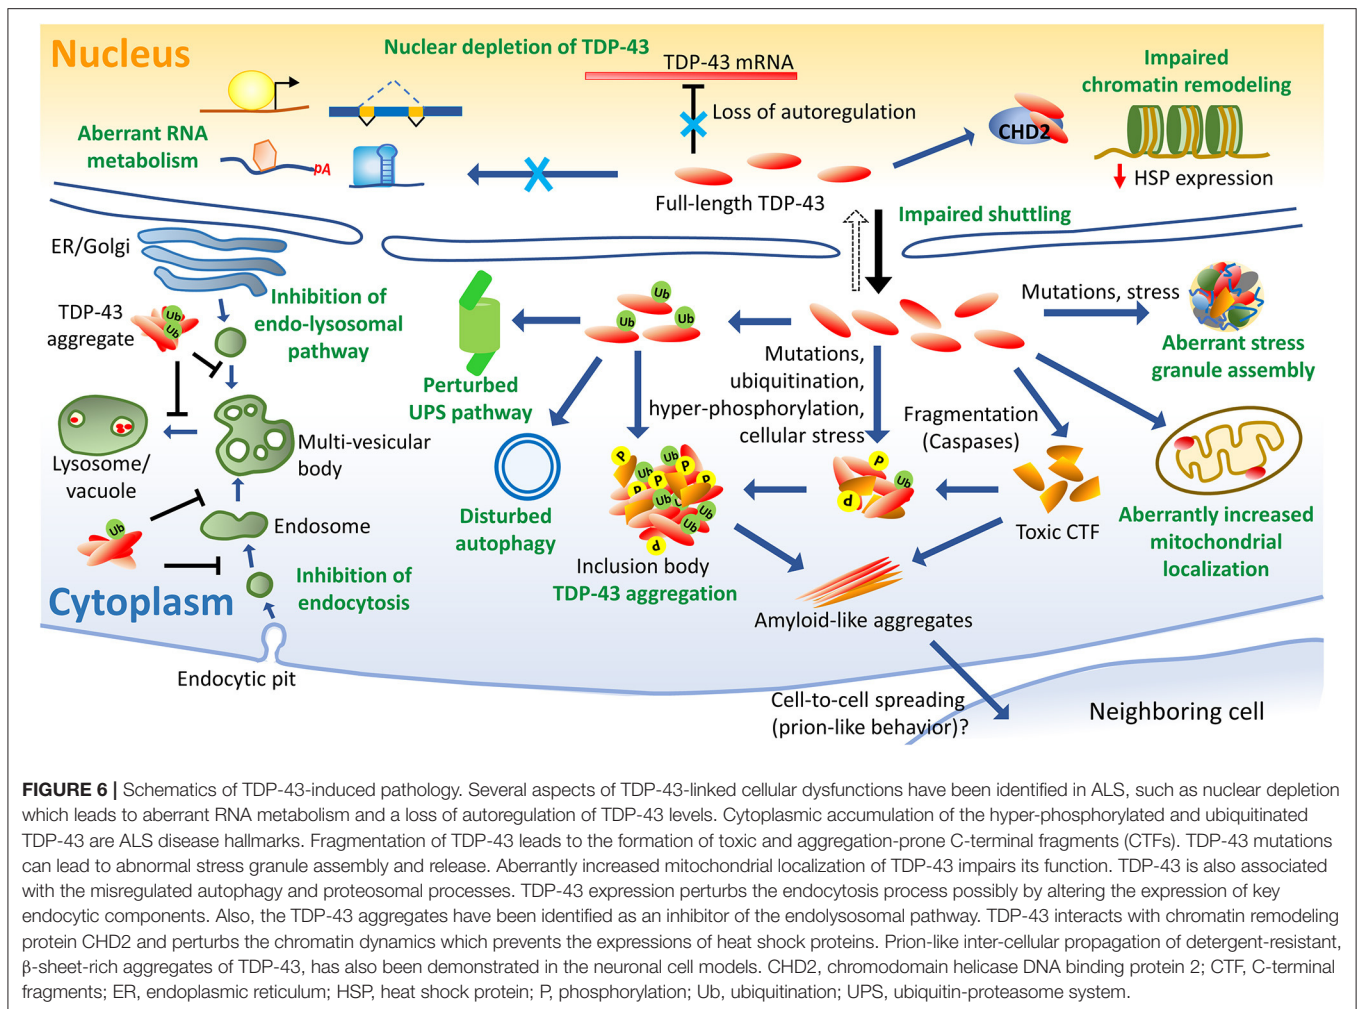 Nucleus
Nuclear depletion of TDP-43
TDP-43 mRNA
Loss of autoregulation
Impaired
chromatin remodeling
CHD2
HSP expression
Aberrant RNA
metabolism
pA
Full-length TDP-43
Impaired shuttling
ER/Golgi
TDP-43
aggregate
Ub
Ub
Inhibition of
endo-lysosomal
pathway
Lysosome/
vacuole
Multi-vesicular
body
Ub
Endosome
Inhibition of
endocytosis
Cytoplasm
Endocytic pit
Ub
Ub
Ub
Perturbed
UPS pathway
Disturbed
autophagy
Mutations,
ubiquitination,
hyper-phosphorylation,
cellular stress
Fragmentation
(Caspases)
Mutations, stress
Aberrant stress
granule assembly
P
Ub
P
P
P
P
Ub
Ub
Ub
Ub
P
Inclusion body
TDP-43 aggregation
P
Ub
P
Toxic CTF
Aberrantly increased
mitochondrial
localization
Amyloid-like aggregates
Cell-to-cell spreading
(prion-like behavior)?
Neighboring cell
FIGURE 6 | Schematics of TDP-43-induced pathology. Several aspects of TDP-43-linked cellular dysfunctions have been identified in ALS, such as nuclear depletion
which leads to aberrant RNA metabolism and a loss of autoregulation of TDP-43 levels. Cytoplasmic accumulation of the hyper-phosphorylated and ubiquitinated
TDP-43 are ALS disease hallmarks. Fragmentation of TDP-43 leads to the formation of toxic and aggregation-prone C-terminal fragments (CTFs). TDP-43 mutations
can lead to abnormal stress granule assembly and release. Aberrantly increased mitochondrial localization of TDP-43 impairs its function. TDP-43 is also associated
with the misregulated autophagy and proteosomal processes. TDP-43 expression perturbs the endocytosis process possibly by altering the expression of key
endocytic components. Also, the TDP-43 aggregates have been identified as an inhibitor of the endolysosomal pathway. TDP-43 interacts with chromatin remodeling
protein CHD2 and perturbs the chromatin dynamics which prevents the expressions of heat shock proteins. Prion-like inter-cellular propagation of detergent-resistant,
β-sheet-rich aggregates of TDP-43, has also been demonstrated in the neuronal cell models. CHD2, chromodomain helicase DNA binding protein 2; CTF, C-terminal
fragments; ER, endoplasmic reticulum; HSP, heat shock protein; P, phosphorylation; Ub, ubiquitination; UPS, ubiquitin-proteasome system.